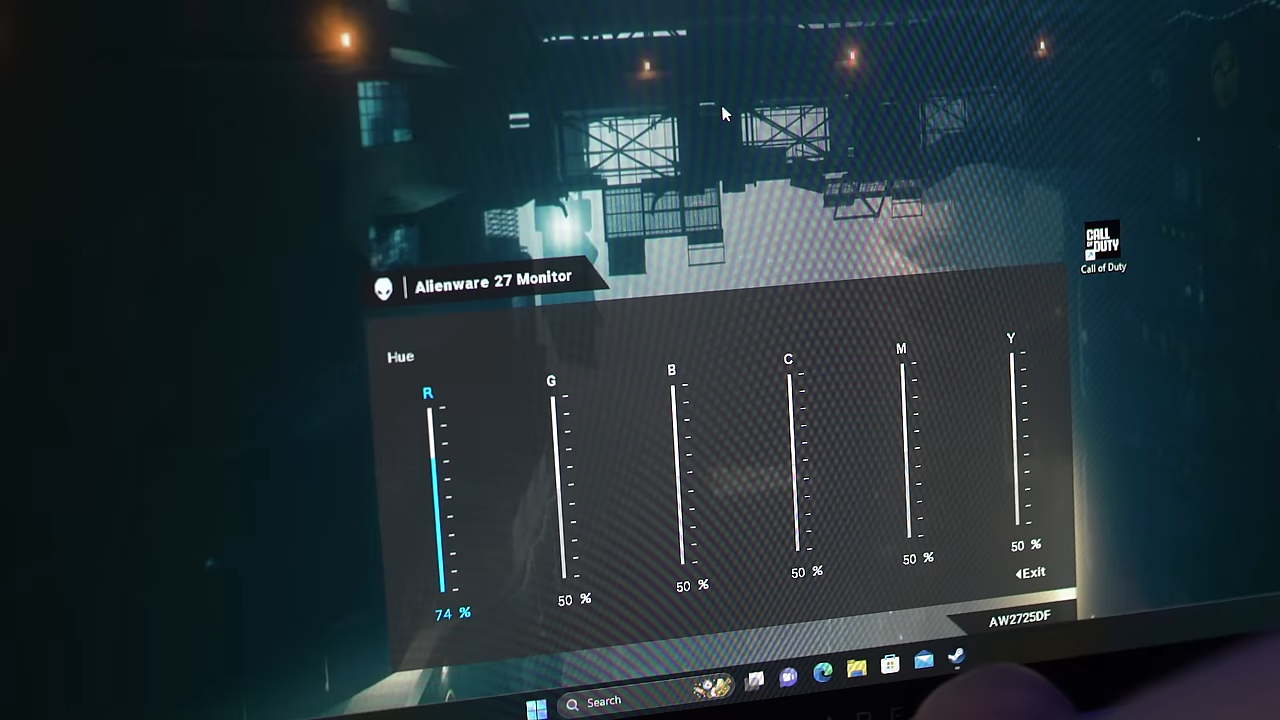 CALL
OF DUTY
Call of Duty
Alienware 27 Monitor
Hue
R G B C M Y
74 % 50 % 50 % 50 % 50 % 50 %
Exit
AW2725DF
Search